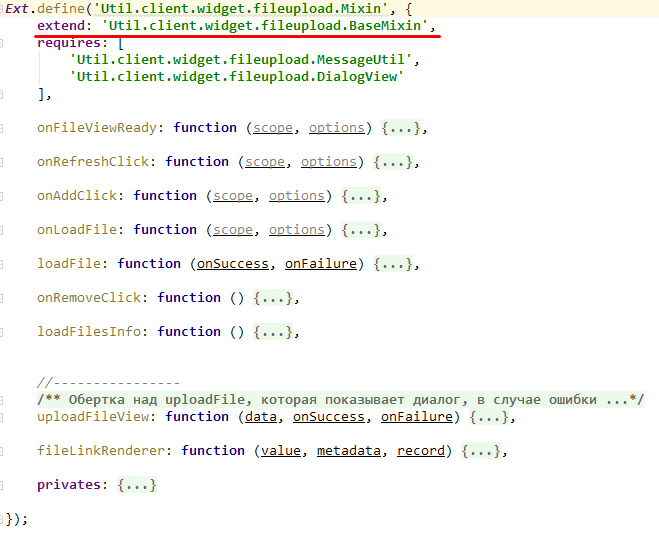 Ext.define('Util.client.widget.fileupload.Mixin', {
extend: 'Util.client.widget.fileupload.BaseMixin',
requires: [
'Util.client.widget.fileupload.MessageUtil',
'Util.client.widget.fileupload.DialogView'
],
onFileViewReady: function (scope, options) {...},
onRefreshClick: function (scope, options) {...},
onAddClick: function (scope, options) {...},
onLoadFile: function (scope, options) {...},
loadFile: function (onSuccess, onFailure) {...},
onRemoveClick: function () {...},
loadFilesInfo: function () {...},
//----------------
/** Обертка над uploadFile, которая показывает диалог, в случае ошибки ...*/
uploadFileView: function (data, onSuccess, onFailure) {...},
fileLinkRenderer: function (value, metadata, record) {...},
privates: {...}
});